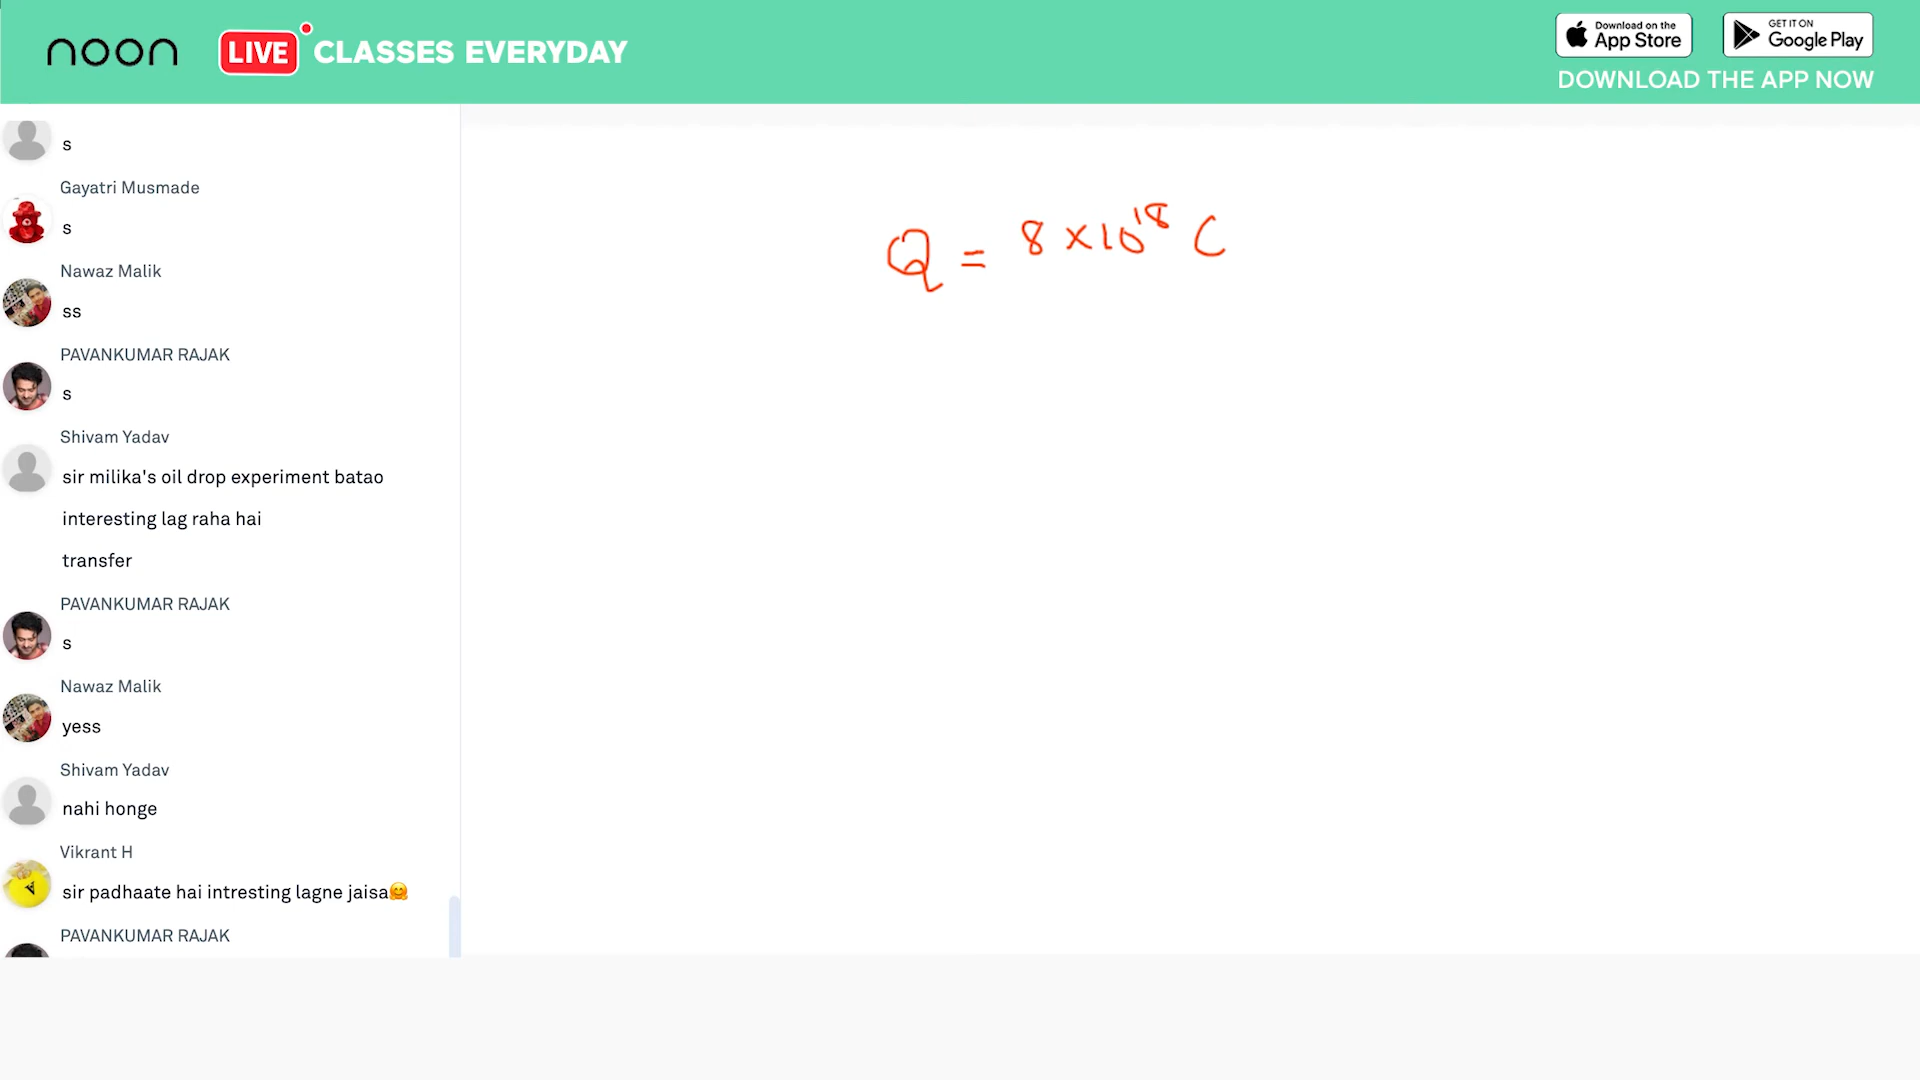 noon LIVE CLASSES EVERYDAY
Download on the App Store
GET IT ON Google Play
DOWNLOAD THE APP NOW
s
Gayatri Musmade
s
Nawaz Malik
ss
PAVANKUMAR RAJAK
s
Shivam Yadav
sir milika's oil drop experiment batao
interesting lag raha hai
transfer
PAVANKUMAR RAJAK
s
Nawaz Malik
yess
Shivam Yadav
nahi honge
Vikrant H
sir padhaate hai intresting lagne jaisa🤗
PAVANKUMAR RAJAK
Q = 8 × 10¹⁸ C